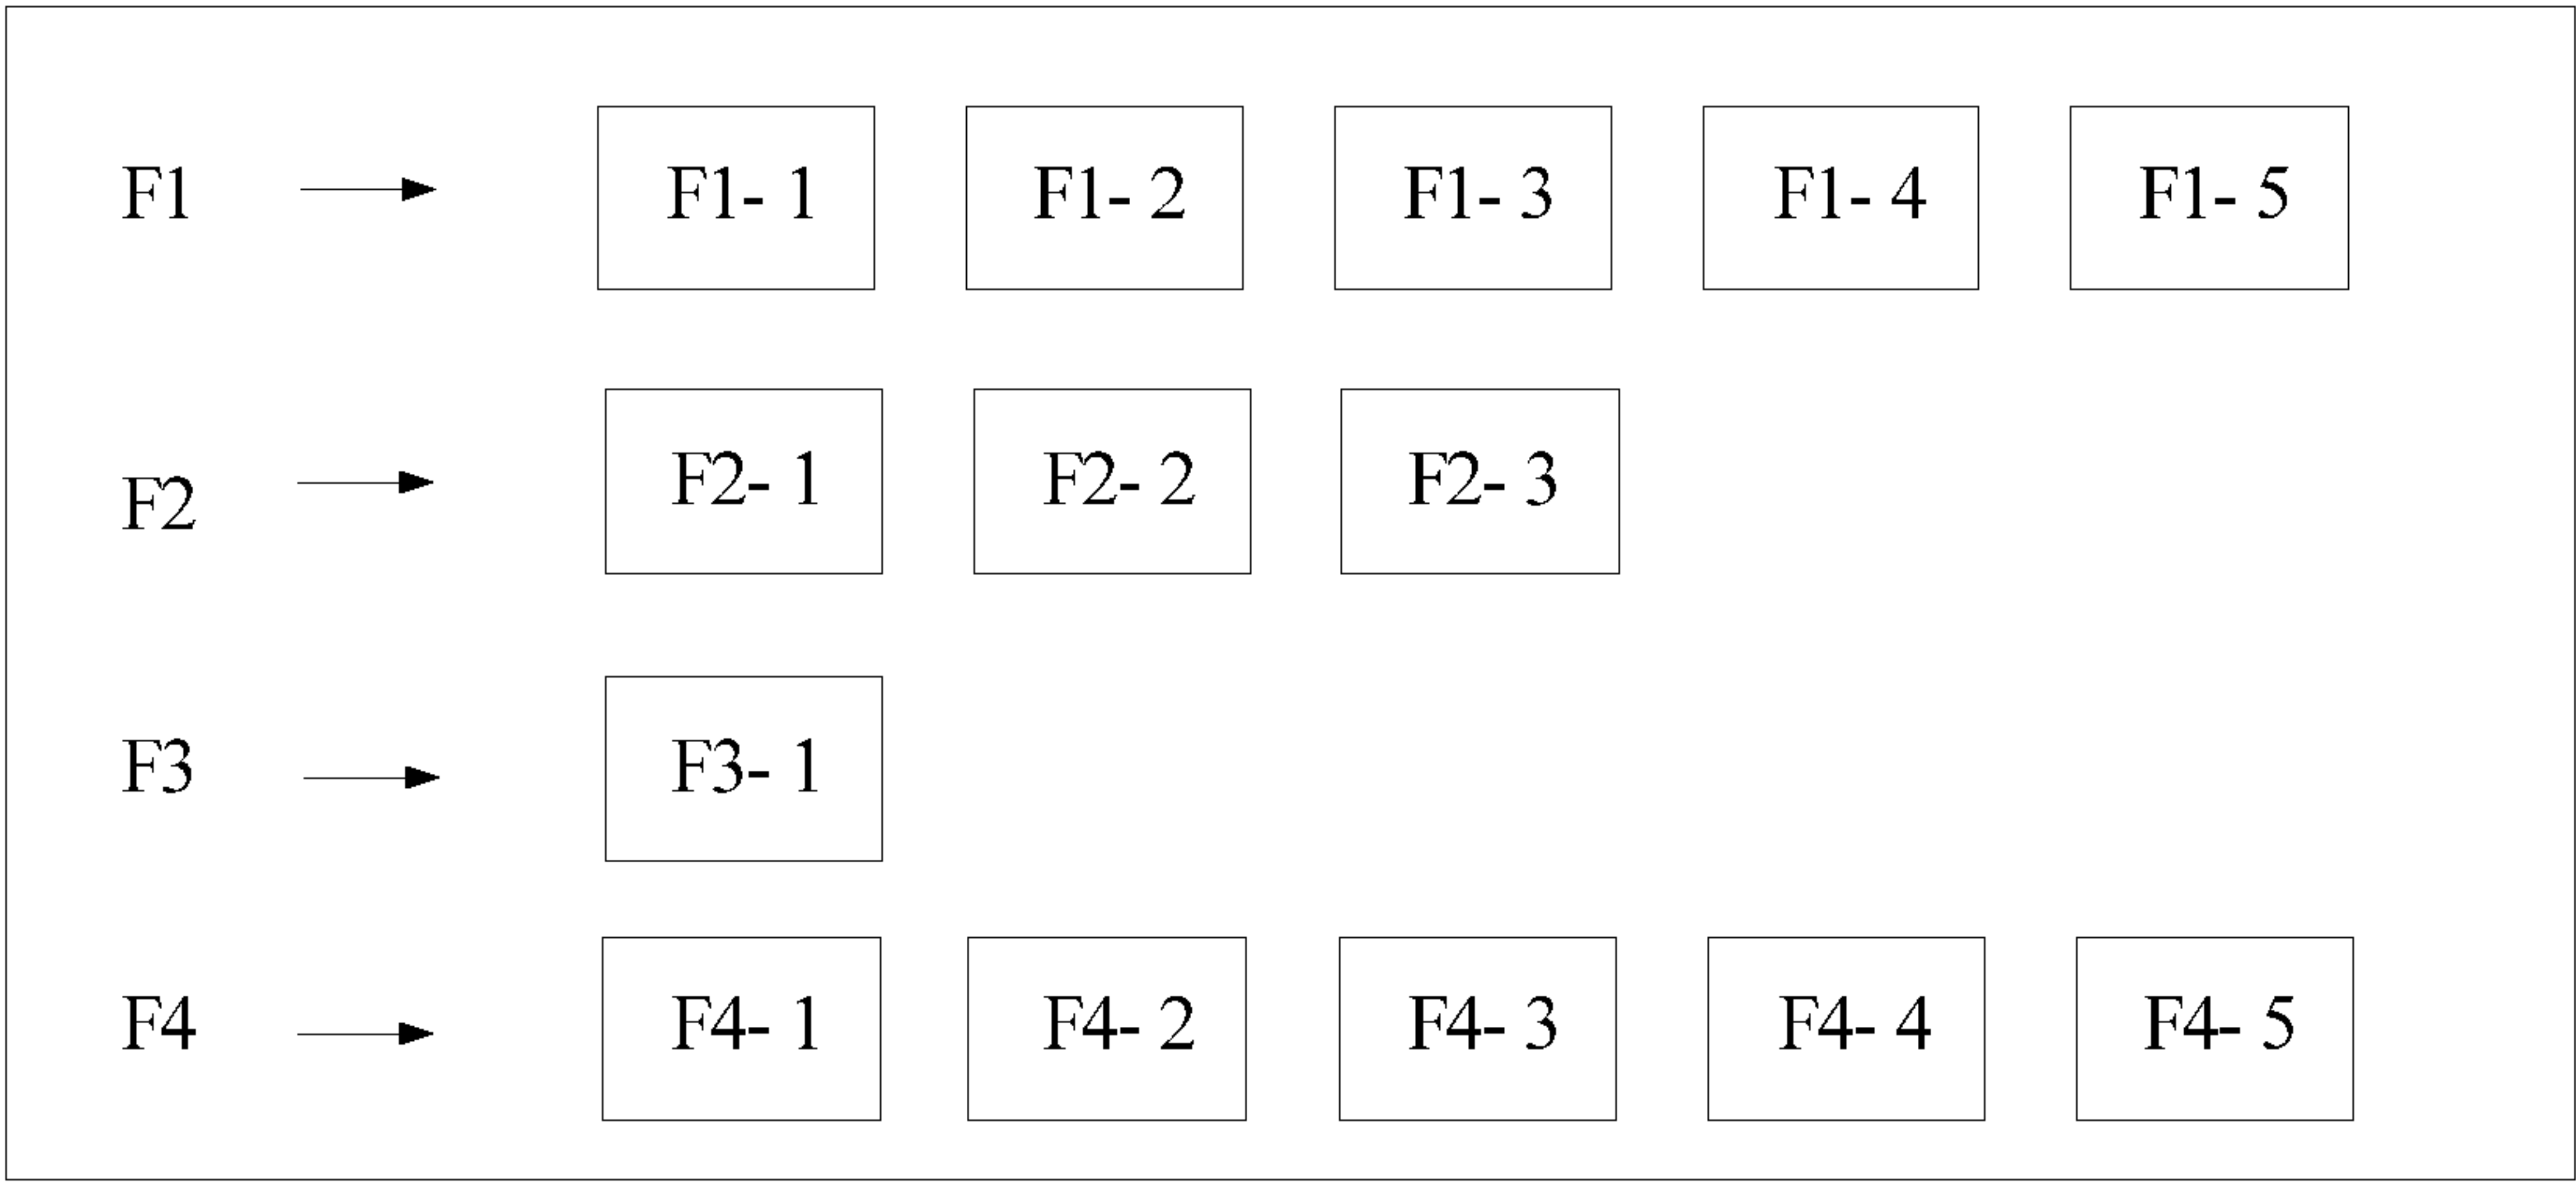 F1 F1- 1 F1- 2 F1- 3 F1- 4 F1- 5
F2 F2- 1 F2- 2 F2- 3
F3 F3- 1
F4 F4- 1 F4- 2 F4- 3 F4- 4 F4- 5